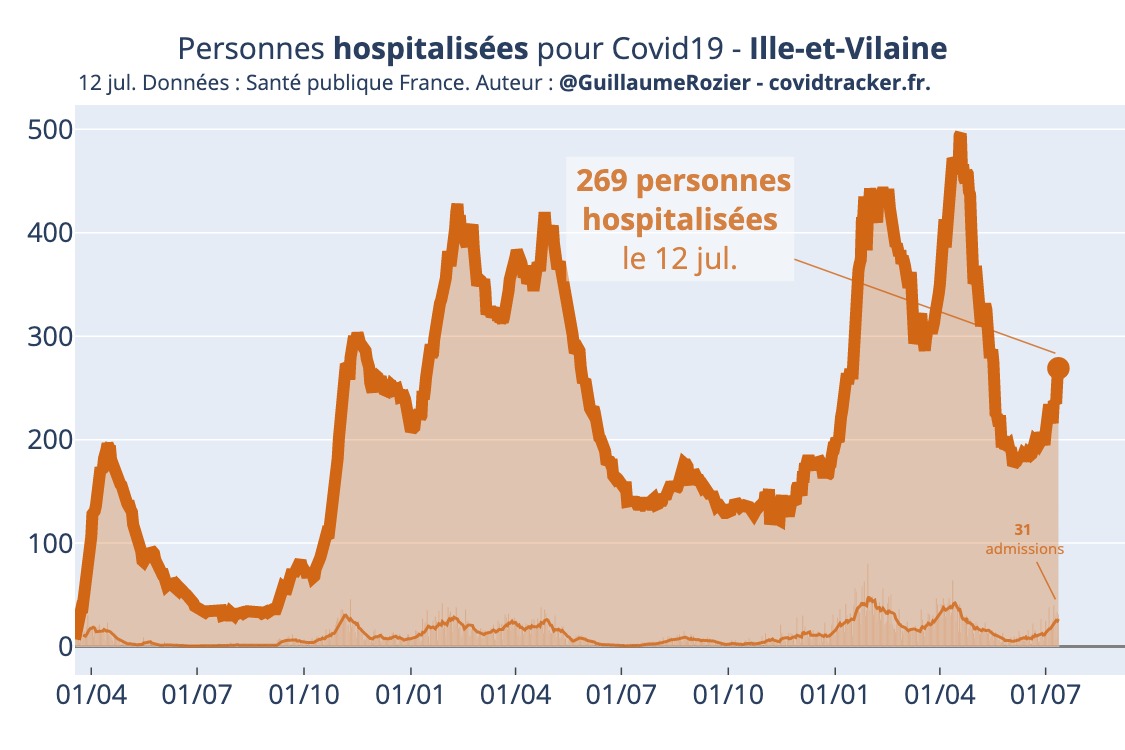 Personnes hospitalisées pour Covid19 - Ille-et-Vilaine
12 jul. Données : Santé publique France. Auteur : @GuillaumeRozier - covidtracker.fr.
500
269 personnes
hospitalisées
le 12 jul.
400
300
200
31
admissions
100
0
01/04 01/07 01/10 01/01 01/04 01/07 01/10 01/01 01/04 01/07